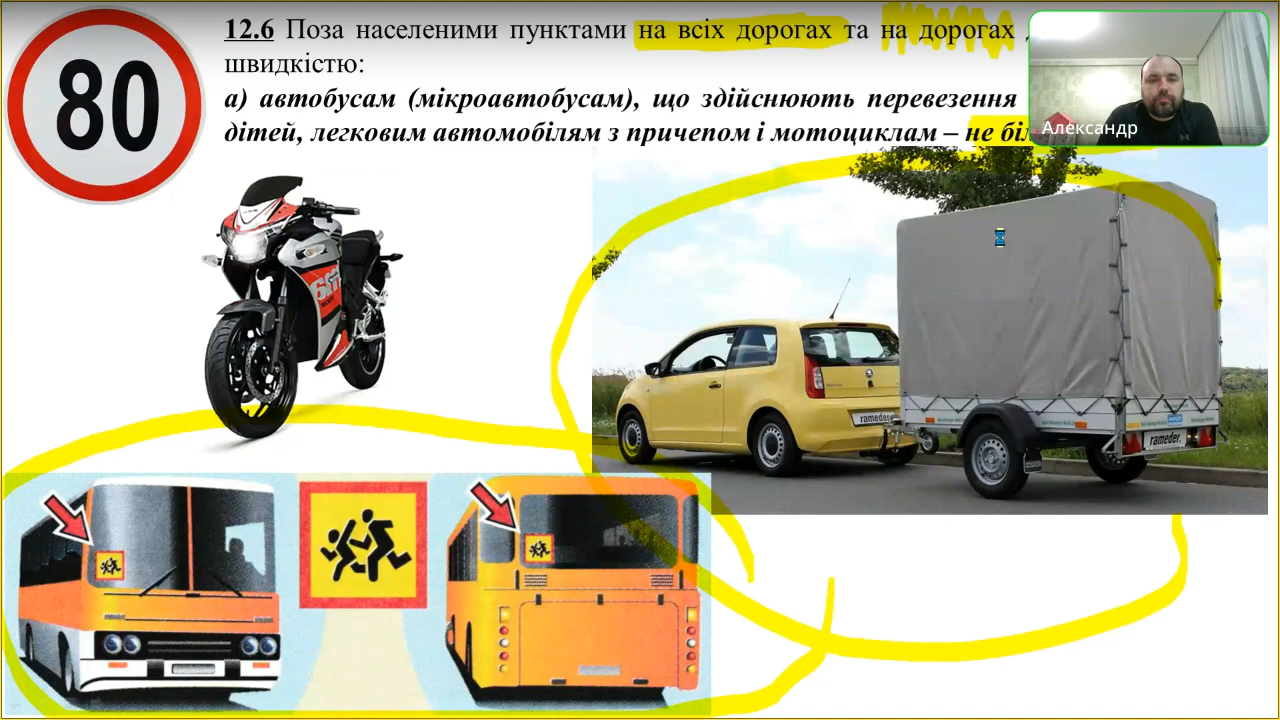 80
12.6 Поза населеними пунктами на всіх дорогах та на дорогах
швидкістю:
а) автобусам (мікроавтобусам), що здійснюють перевезення
дітей, легковим автомобілям з причепом і мотоциклам – не
Александр
rameder.
rameder.